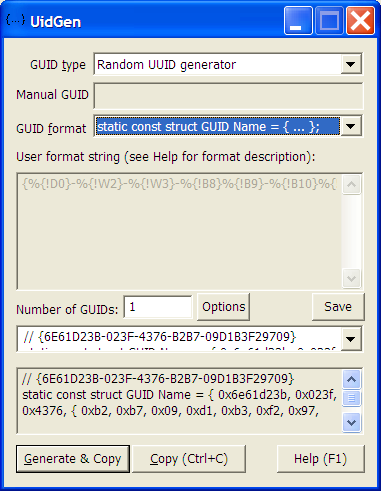 {...} UidGen
GUID type Random UUID generator
Manual GUID
GUID format static const struct GUID Name = { ... };
User format string (see Help for format description):
{%{!D0}-%{!W2}-%{!W3}-%{!B8}%{!B9}-%{!B10}%{
Number of GUIDs: 1 Options Save
// {6E61D23B-023F-4376-B2B7-09D1B3F29709}
// {6E61D23B-023F-4376-B2B7-09D1B3F29709}
static const struct GUID Name = { 0x6e61d23b, 0x023f,
0x4376, { 0xb2, 0xb7, 0x09, 0xd1, 0xb3, 0xf2, 0x97,
Generate & Copy Copy (Ctrl+C) Help (F1)